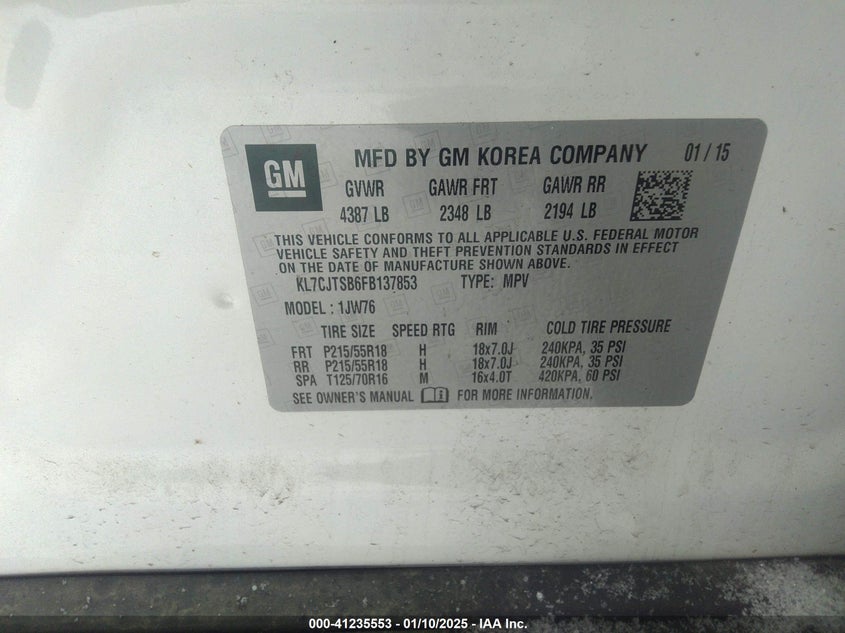 GM
MFD BY GM KOREA COMPANY 01/15
GVWR GAWR FRT GAWR RR
4387 LB 2348 LB 2194 LB
THIS VEHICLE CONFORMS TO ALL APPLICABLE U.S. FEDERAL MOTOR
VEHICLE SAFETY AND THEFT PREVENTION STANDARDS IN EFFECT
ON THE DATE OF MANUFACTURE SHOWN ABOVE.
KL7CJTSB6FB137853 TYPE: MPV
MODEL : 1JW76
TIRE SIZE SPEED RTG RIM COLD TIRE PRESSURE
FRT P215/55R18 H 18x7.0J 240KPA, 35 PSI
RR P215/55R18 H 18x7.0J 240KPA, 35 PSI
SPA T125/70R16 M 16x4.0T 420KPA, 60 PSI
SEE OWNER'S MANUAL FOR MORE INFORMATION.
000-41235553 - 01/10/2025 - IAA Inc.